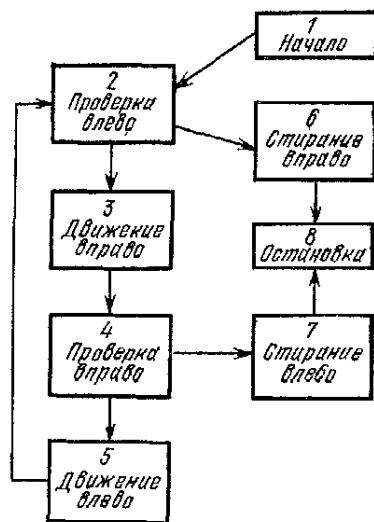 1
Начало
2
Проверка
влево
6
Стирание
вправо
3
Движение
вправо
8
Остановка
4
Проверка
вправо
7
Стирание
влево
5
Движение
влево